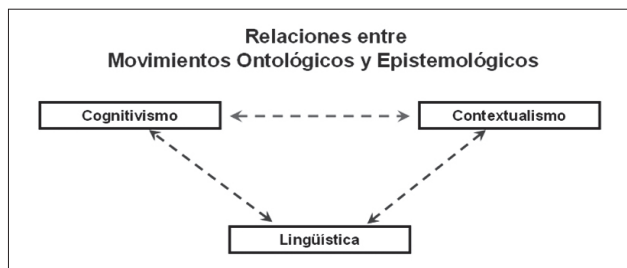 Relaciones entre
Movimientos Ontológicos y Epistemológicos
Cognitivismo
Contextualismo
Lingüística